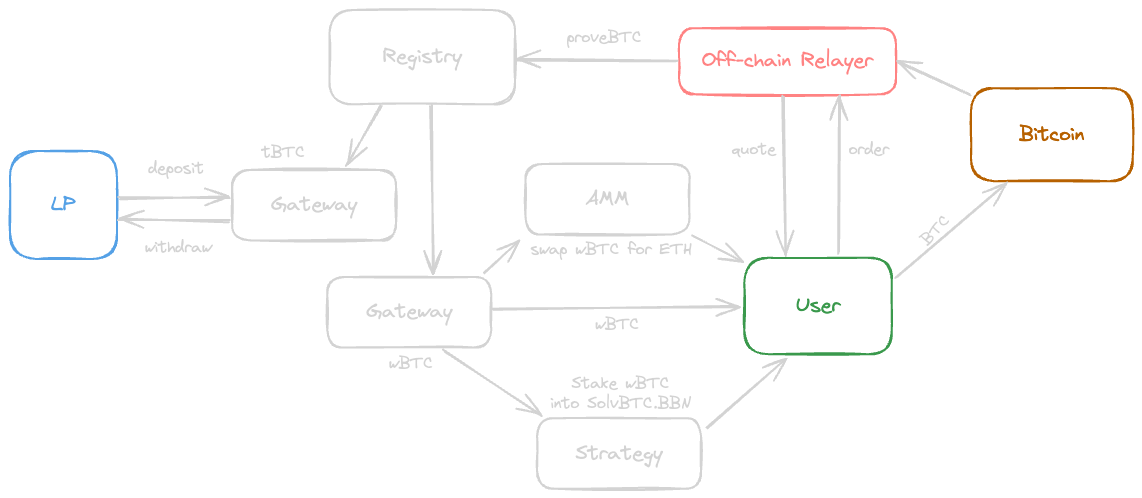 proveBTC
Registry
Off-chain Relayer
Bitcoin
tBTC
quote
order
deposit
LP
Gateway
AMM
withdraw
swap wBTC for ETH
BTC
Gateway
User
wBTC
wBTC
Stake wBTC
into SolvBTC.BBN
Strategy